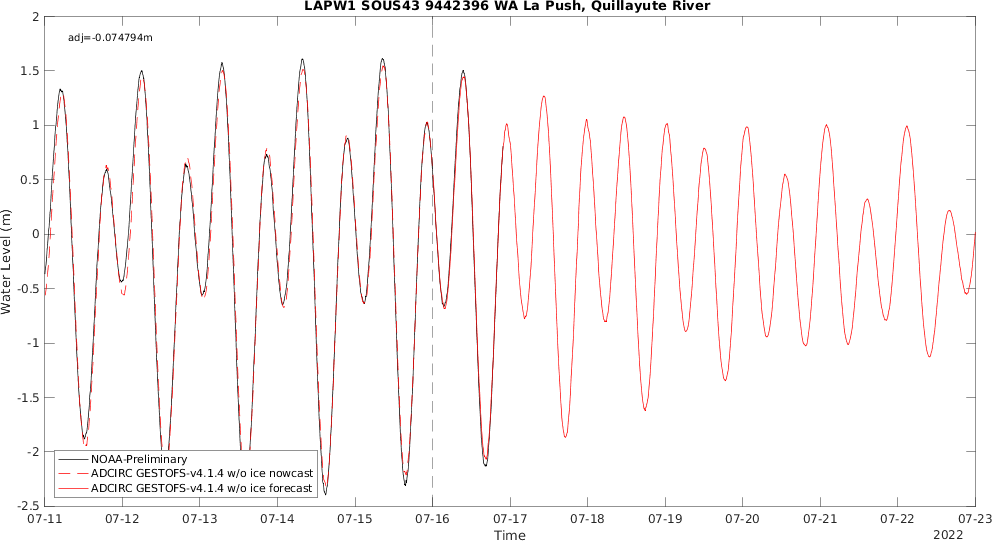 LAPW1 SOUS43 9442396 WA La Push, Quillayute River
adj=-0.074794m
2
1.5
1
0.5
0
-0.5
-1
-1.5
-2
-2.5
Water Level (m)
NOAA-Preliminary
ADCIRC GESTOFS-v4.1.4 w/o ice nowcast
ADCIRC GESTOFS-v4.1.4 w/o ice forecast
07-11 07-12 07-13 07-14 07-15 07-16 07-17 07-18 07-19 07-20 07-21 07-22 07-23
Time
2022